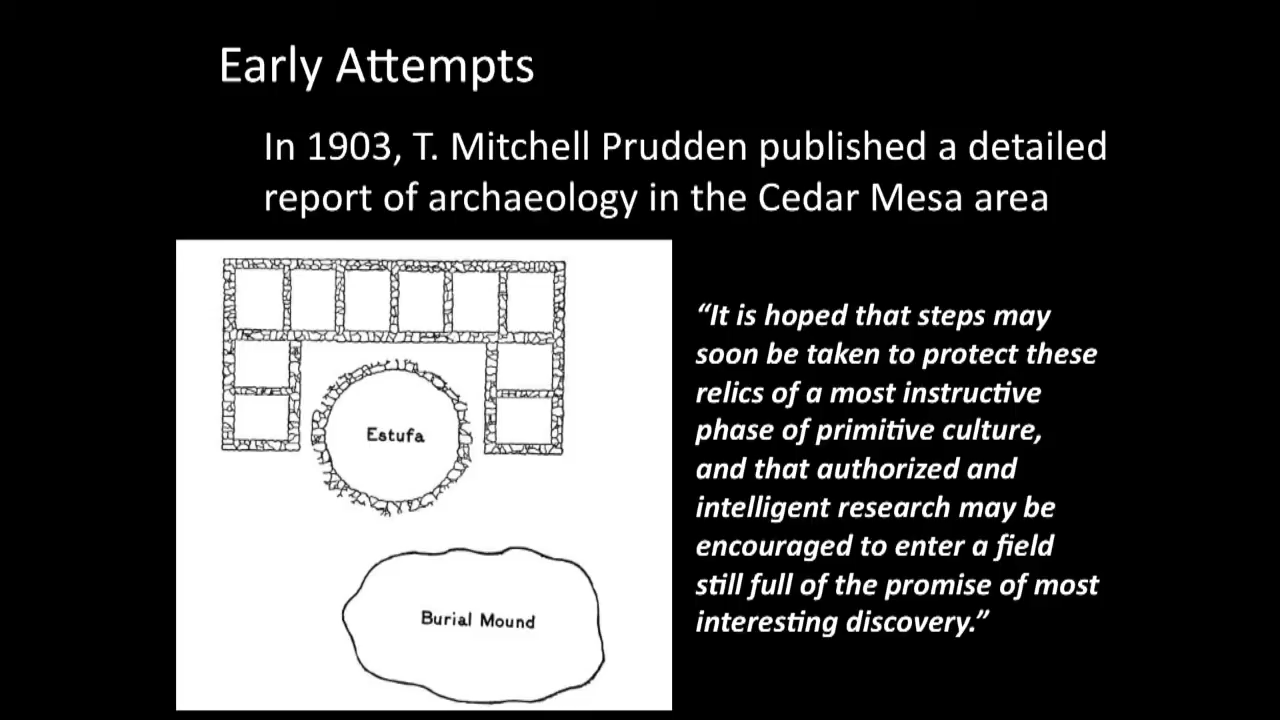 Early Attempts
In 1903, T. Mitchell Prudden published a detailed
report of archaeology in the Cedar Mesa area
Estufa
Burial Mound
“It is hoped that steps may
soon be taken to protect these
relics of a most instructive
phase of primitive culture,
and that authorized and
intelligent research may be
encouraged to enter a field
still full of the promise of most
interesting discovery.”